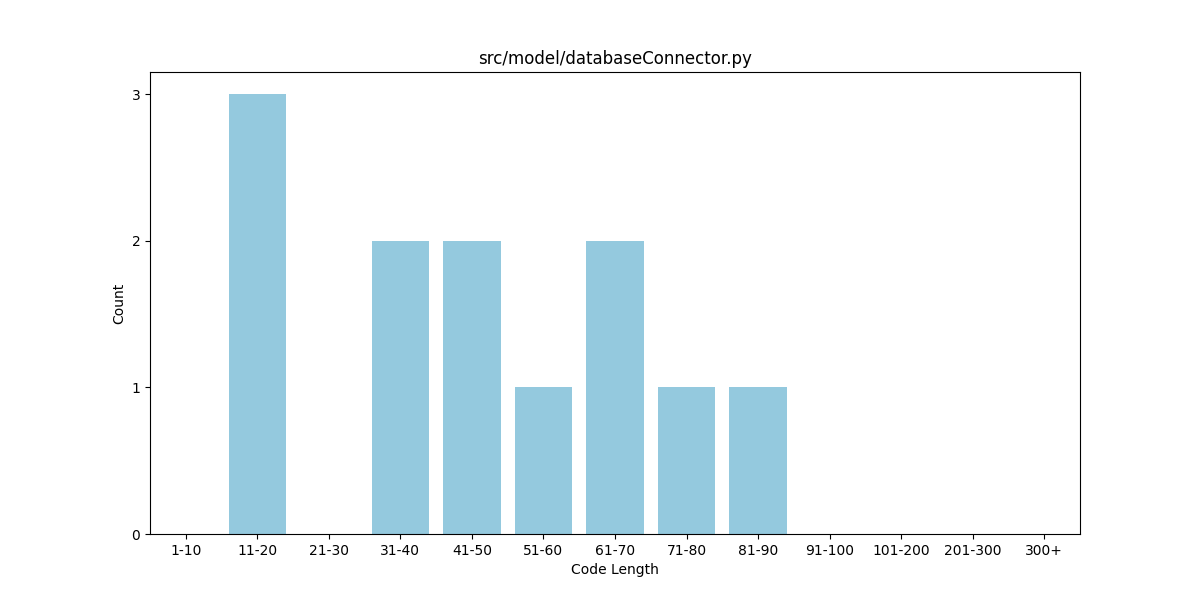 src/model/databaseConnector.py
3
2
1
0
Count
1-10 11-20 21-30 31-40 41-50 51-60 61-70 71-80 81-90 91-100 101-200 201-300 300+
Code Length